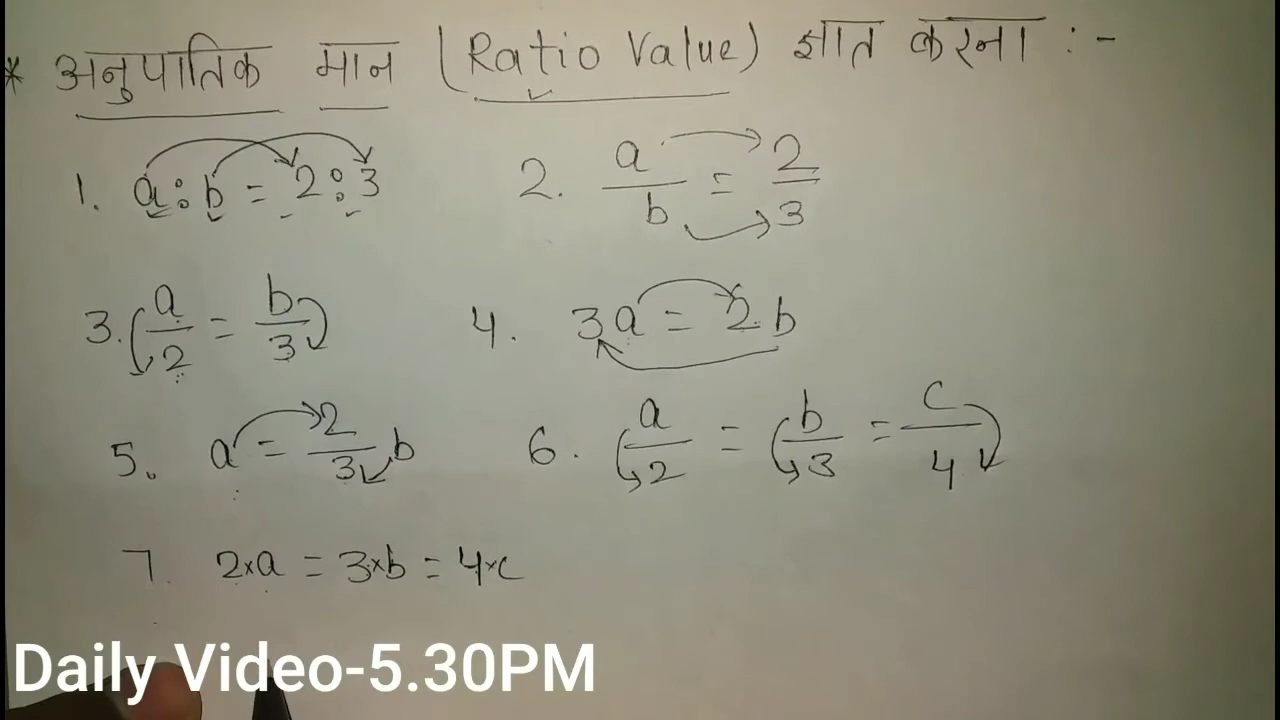 * अनुपातिक मान (Ratio Value) ज्ञात करना :-
1. a:b = 2:3
2. a/b = 2/3
3. a/2 = b/3
4. 3a = 2b
5. a = 2/3 b
6. a/2 = b/3 = c/4
7. 2×a = 3×b = 4×c
Daily Video-5.30PM